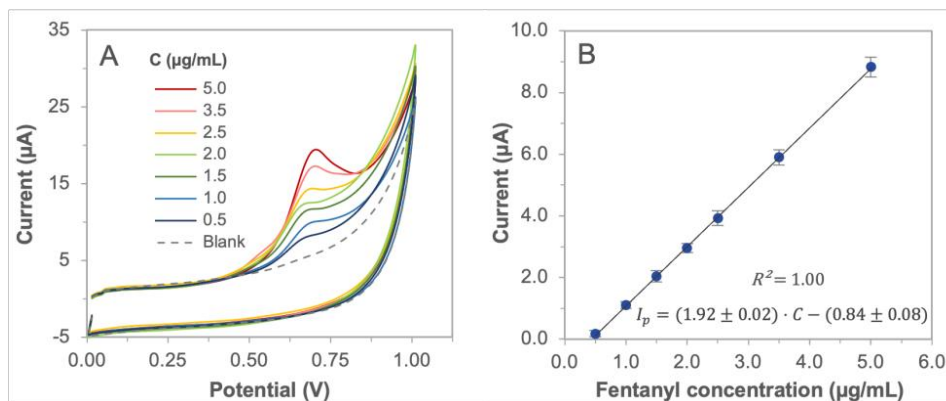 A
C (µg/mL)
5.0
3.5
2.5
2.0
1.5
1.0
0.5
Blank
35
25
15
5
-5
Current (µA)
0.00 0.25 0.50 0.75 1.00
Potential (V)
B
10.0
8.0
6.0
4.0
2.0
0.0
Current (µA)
R² = 1.00
Iₚ = (1.92 ± 0.02) · C − (0.84 ± 0.08)
0.0 1.0 2.0 3.0 4.0 5.0 6.0
Fentanyl concentration (µg/mL)